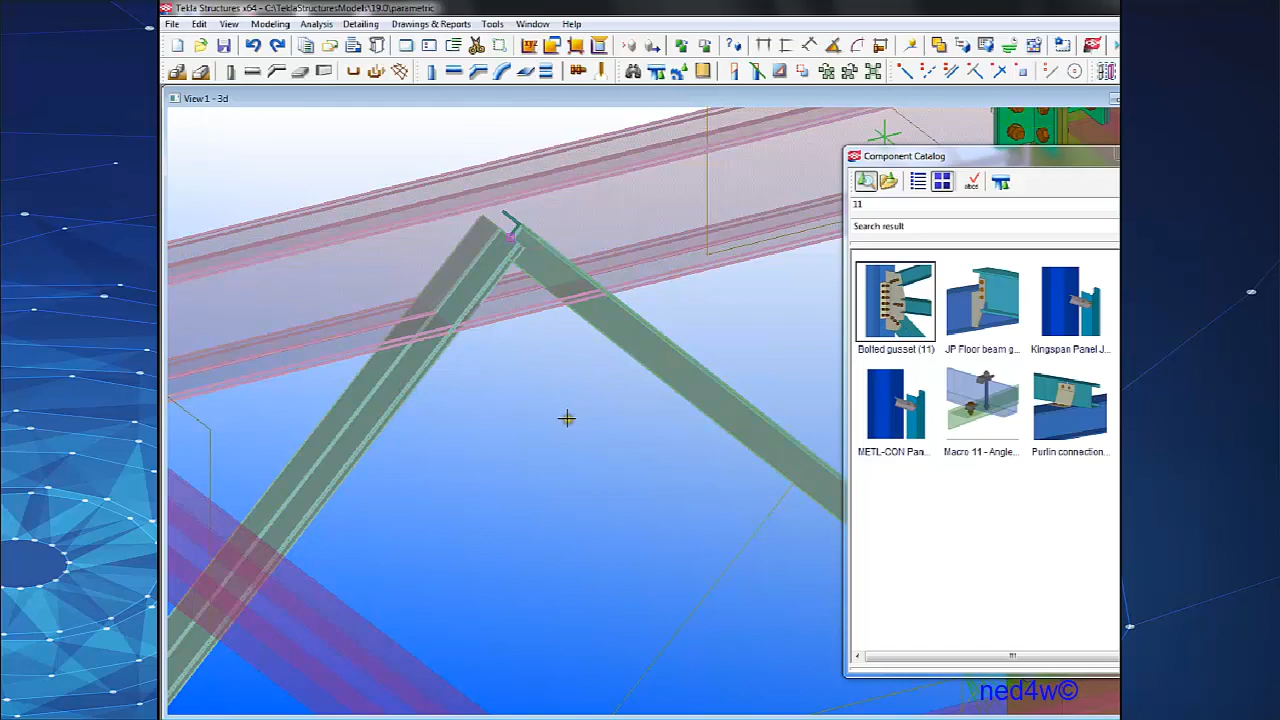 Tekla Structures x64 - C:\TeklaStructuresModels\19.0\parametric
File Edit View Modeling Analysis Detailing Drawings & Reports Tools Window Help
View 1 - 3d
Component Catalog
abc
11
Search result
Bolted gusset (11) JP Floor beam g... Kingspan Panel J...
METL-CON Pan... Macro 11 - Angle... Purlin connection...
ned4w©